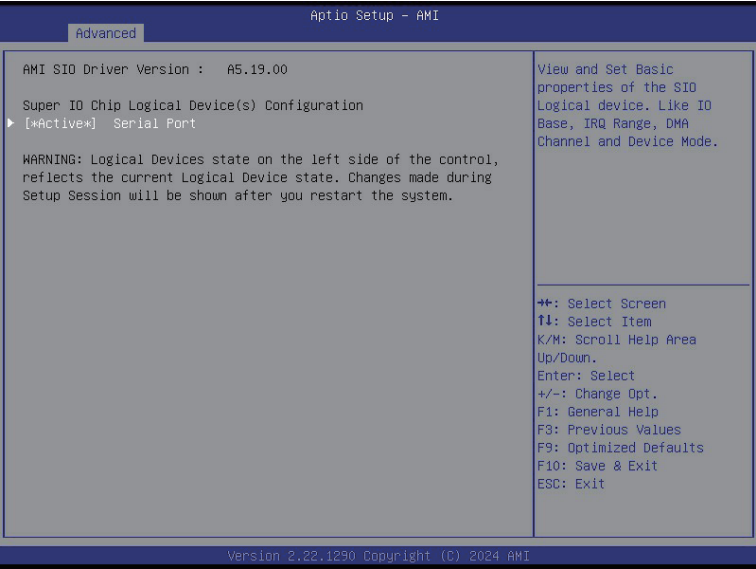 Aptio Setup – AMI
Advanced
AMI SIO Driver Version : A5.19.00
Super IO Chip Logical Device(s) Configuration
[*Active*] Serial Port
WARNING: Logical Devices state on the left side of the control,
reflects the current Logical Device state. Changes made during
Setup Session will be shown after you restart the system.
View and Set Basic
properties of the SIO
Logical device. Like IO
Base, IRQ Range, DMA
Channel and Device Mode.
→←: Select Screen
↑↓: Select Item
K/M: Scroll Help Area
Up/Down.
Enter: Select
+/-: Change Opt.
F1: General Help
F3: Previous Values
F9: Optimized Defaults
F10: Save & Exit
ESC: Exit
Version 2.22.1290 Copyright (C) 2024 AMI